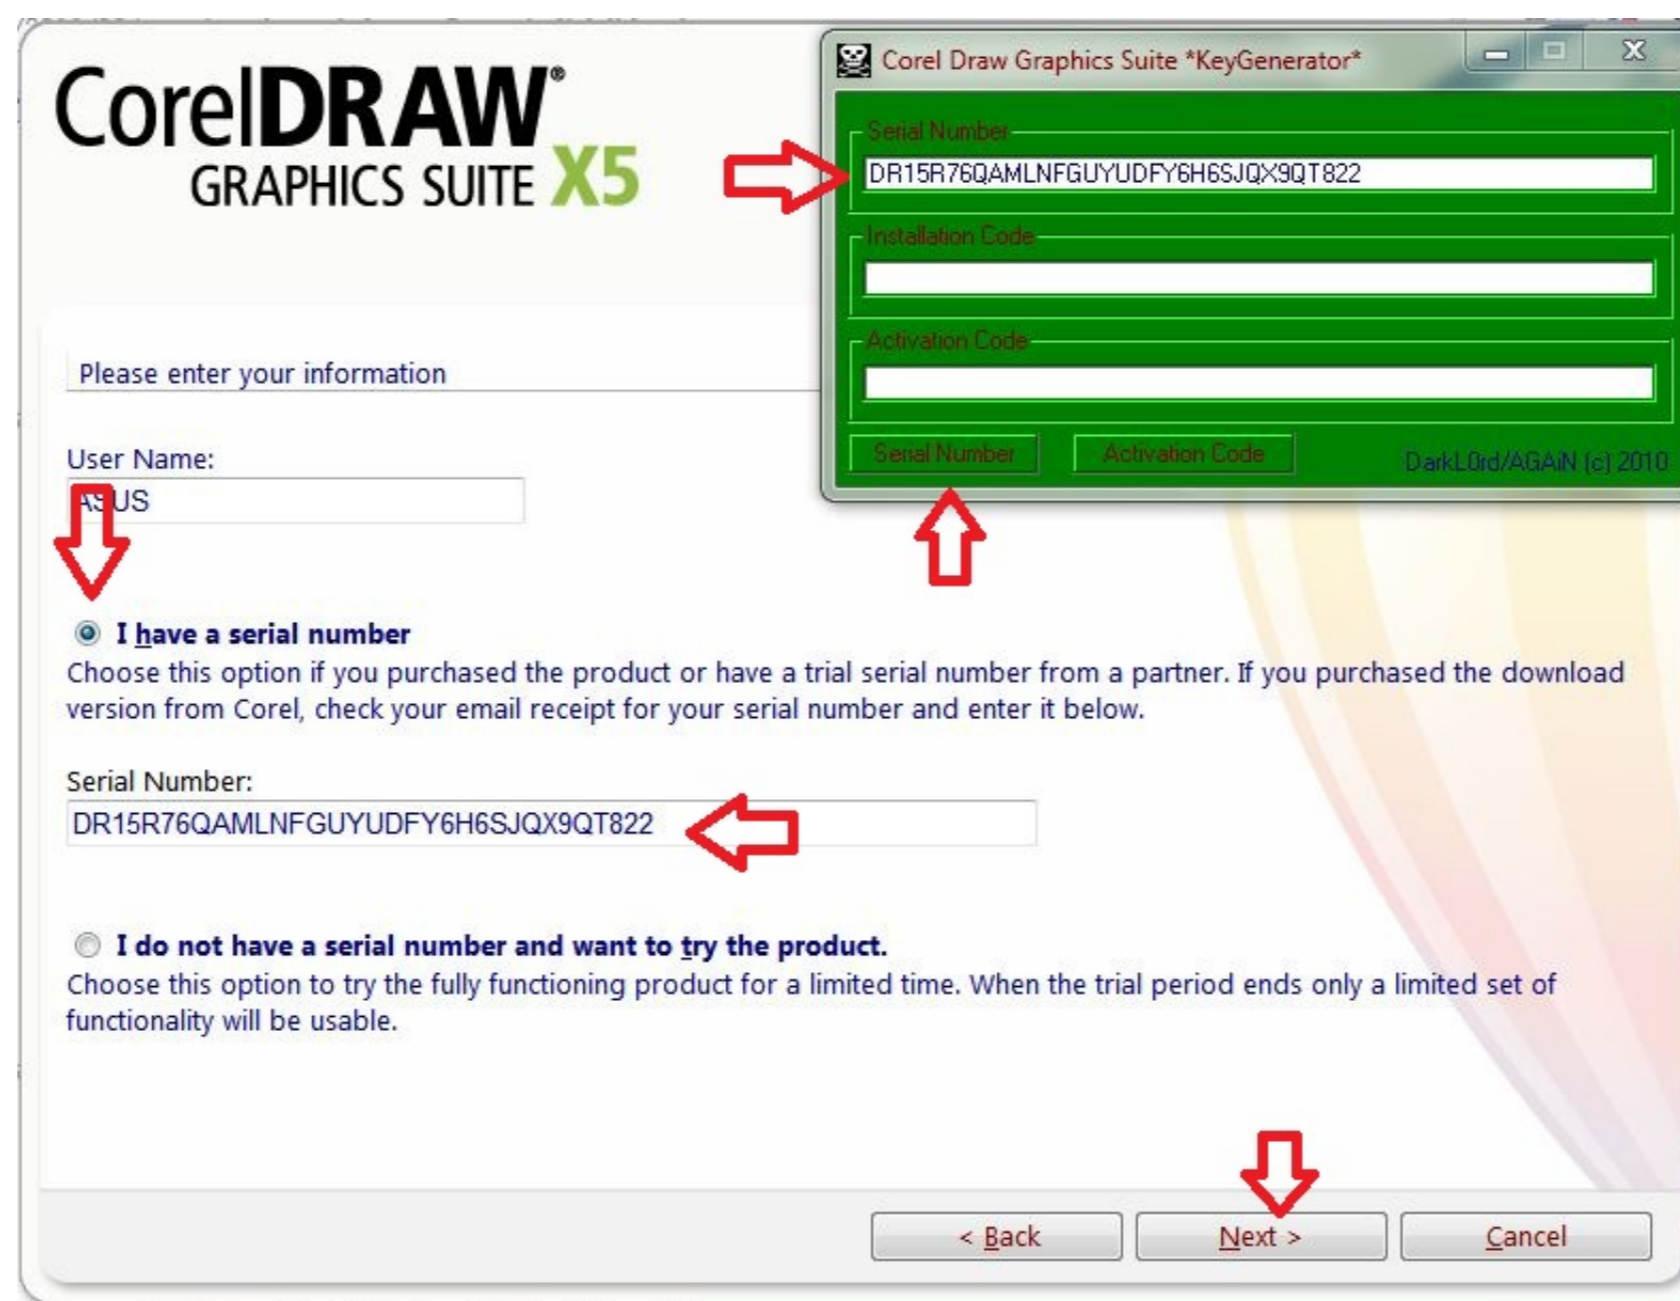 CorelDRAW®
GRAPHICS SUITE X5
Corel Draw Graphics Suite *KeyGenerator*
Serial Number
DR15R76QAMLNFGUYUDFY6H6SJQX9QT822
Installation Code
Activation Code
Serial Number
Activation Code
DarkL0rd/AGAiN (c) 2010
Please enter your information
User Name:
ASUS
I have a serial number
Choose this option if you purchased the product or have a trial serial number from a partner. If you purchased the download
version from Corel, check your email receipt for your serial number and enter it below.
Serial Number:
DR15R76QAMLNFGUYUDFY6H6SJQX9QT822
I do not have a serial number and want to try the product.
Choose this option to try the fully functioning product for a limited time. When the trial period ends only a limited set of
functionality will be usable.
< Back
Next >
Cancel